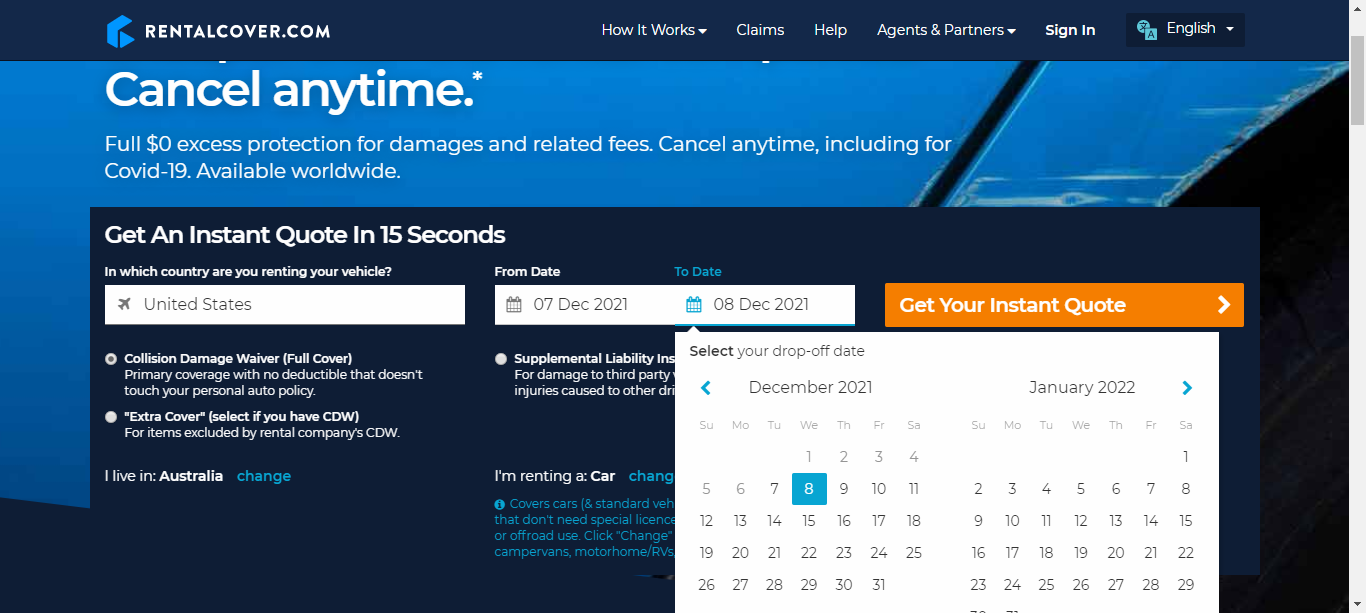 RENTALCOVER.COM
How It Works
Claims
Help
Agents & Partners
Sign In
English
Cancel anytime.*
Full $0 excess protection for damages and related fees. Cancel anytime, including for
Covid-19. Available worldwide.
Get An Instant Quote In 15 Seconds
In which country are you renting your vehicle?
United States
From Date
To Date
07 Dec 2021
08 Dec 2021
Get Your Instant Quote
Collision Damage Waiver (Full Cover)
Primary coverage with no deductible that doesn't
touch your personal auto policy.
"Extra Cover" (select if you have CDW)
For items excluded by rental company's CDW.
I live in: Australia change
Supplemental Liability Ins
For damage to third party
injuries caused to other
I'm renting a: Car chang
Covers cars (& standard veh
that don't need special licence
or offroad use. Click "Change"
campervans, motorhome/RVs,
Select your drop-off date
December 2021
Su Mo Tu We Th Fr Sa
1 2 3 4
5 6 7 8 9 10 11
12 13 14 15 16 17 18
19 20 21 22 23 24 25
26 27 28 29 30 31
January 2022
Su Mo Tu We Th Fr Sa
1
2 3 4 5 6 7 8
9 10 11 12 13 14 15
16 17 18 19 20 21 22
23 24 25 26 27 28 29